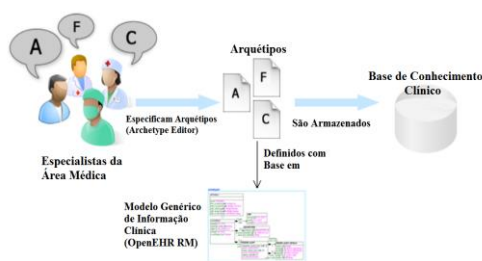 A
F
C
Arquétipos
F
A
C
Base de Conhecimento
Clínico
Especificam Arquétipos
(Archetype Editor)
São Armazenados
Especialistas da
Área Médica
Definidos com
Base em
Modelo Genérico
de Informação
Clínica
(OpenEHR RM)